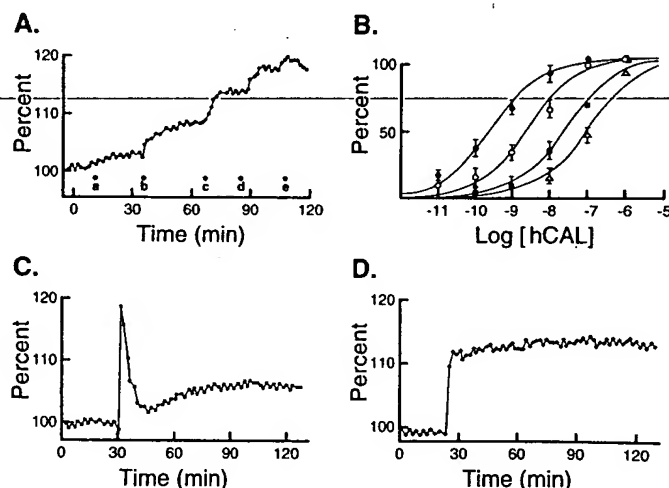 A.
120
110
100
Percent
a b c d e
0 30 60 90 120
Time (min)
B.
100
50
Percent
-11 -10 -9 -8 -7 -6 -5
Log [hCAL]
C.
120
110
100
Percent
0 30 60 90 120
Time (min)
D.
120
110
100
Percent
0 30 60 90 120
Time (min)